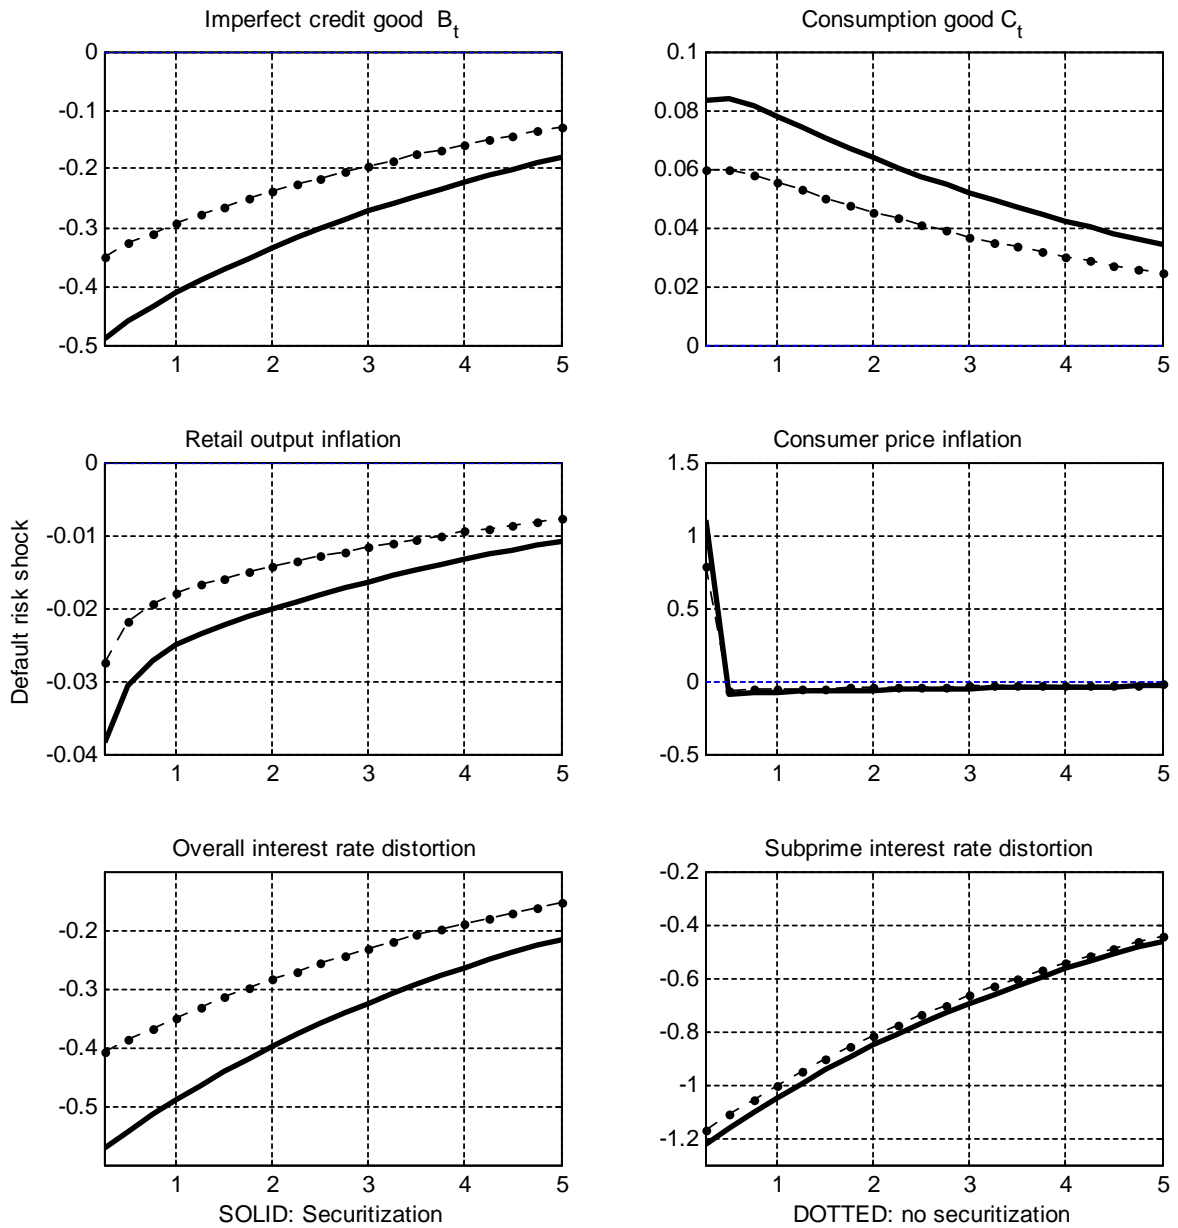 Imperfect credit good B_t
Consumption good C_t
0
-0.1
-0.2
-0.3
-0.4
-0.5
1 2 3 4 5
0.1
0.08
0.06
0.04
0.02
0
1 2 3 4 5
Retail output inflation
Consumer price inflation
Default risk shock
0
-0.01
-0.02
-0.03
-0.04
1 2 3 4 5
1.5
1
0.5
0
-0.5
1 2 3 4 5
Overall interest rate distortion
Subprime interest rate distortion
-0.2
-0.3
-0.4
-0.5
1 2 3 4 5
-0.2
-0.4
-0.6
-0.8
-1
-1.2
1 2 3 4 5
SOLID: Securitization
DOTTED: no securitization